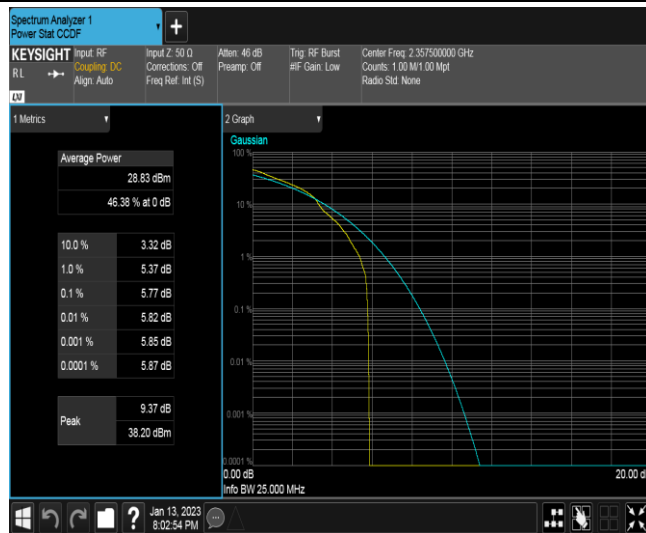 Spectrum Analyzer 1
Power Stat CCDF
+
KEYSIGHT
RL
Input: RF
Coupling: DC
Align: Auto
Input Z: 50 Ω
Corrections: Off
Freq Ref: Int (S)
Atten: 46 dB
Preamp: Off
Trig: RF Burst
#IF Gain: Low
Center Freq: 2.357500000 GHz
Counts: 1.00 M/1.00 Mpt
Radio Std: None
LXI
1 Metrics
Average Power
28.83 dBm
46.38 % at 0 dB
10.0 % 3.32 dB
1.0 % 5.37 dB
0.1 % 5.77 dB
0.01 % 5.82 dB
0.001 % 5.85 dB
0.0001 % 5.87 dB
Peak
9.37 dB
38.20 dBm
2 Graph
Gaussian
100 %
10 %
1 %
0.1 %
0.01 %
0.001 %
0.0001 %
0.00 dB 20.00 d
Info BW 25.000 MHz
?
Jan 13, 2023
8:02:54 PM